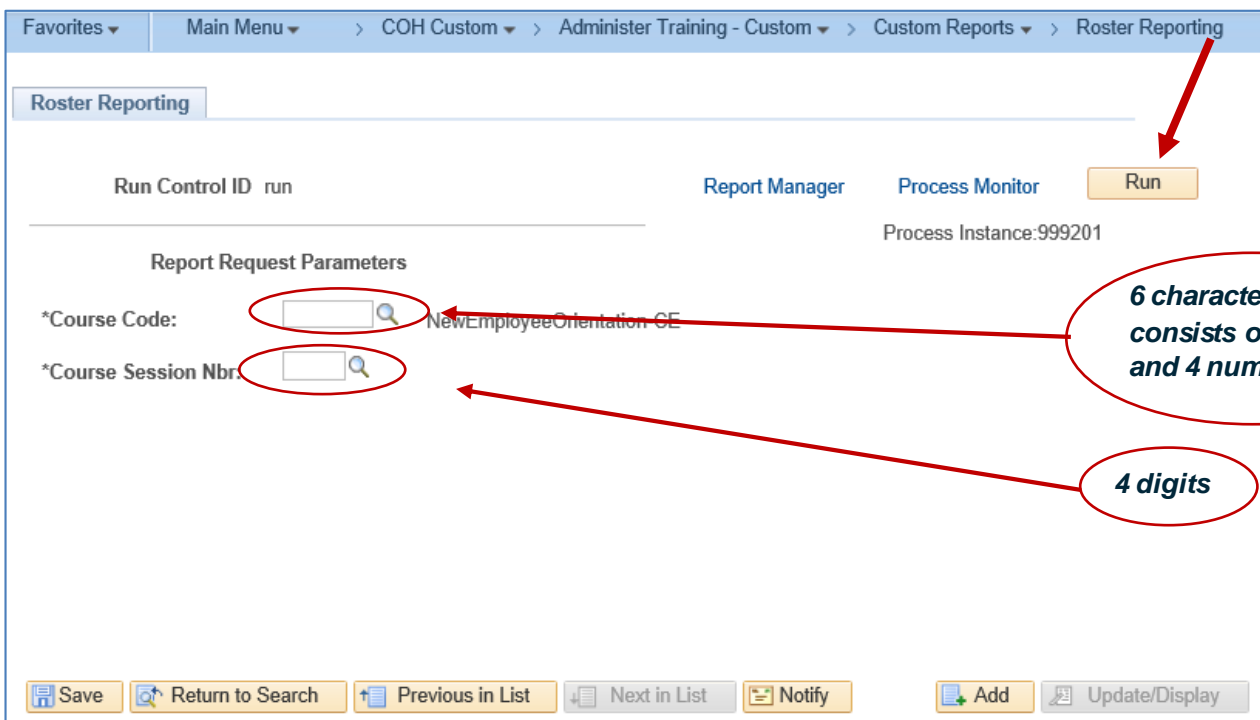 Favorites Main Menu > COH Custom > Administer Training - Custom > Custom Reports > Roster Reporting
Roster Reporting
Run Control ID run Report Manager Process Monitor Run
Process Instance:999201
Report Request Parameters
*Course Code: NewEmployeeOrientation-CE
*Course Session Nbr:
6 characte
consists o
and 4 num
4 digits
Save Return to Search Previous in List Next in List Notify Add Update/Display